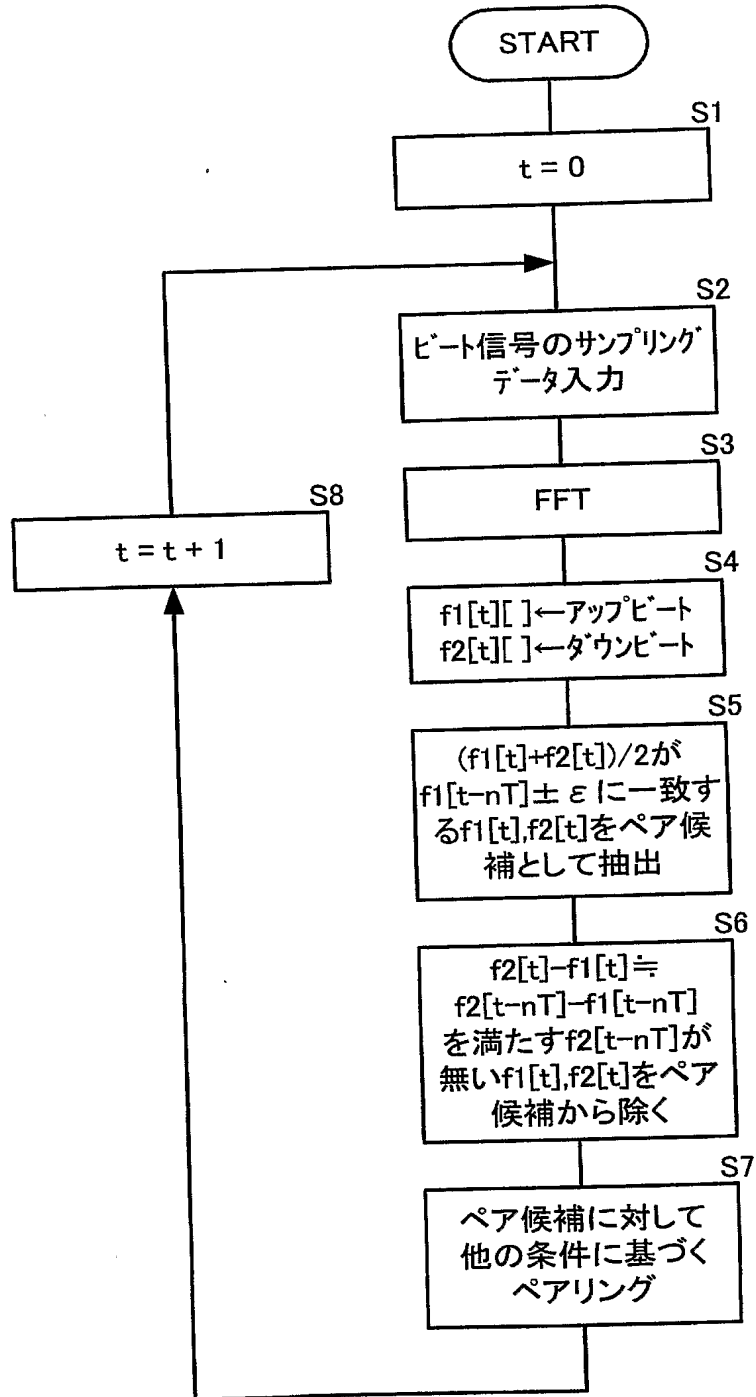 START
S1
t = 0
S2
ビート信号のサンプリング
データ入力
S3
FFT
S8
t = t + 1
S4
f1[t][ ]←アップビート
f2[t][ ]←ダウンビート
S5
(f1[t]+f2[t])/2が
f1[t-nT]± εに一致す
るf1[t],f2[t]をペア候
補として抽出
S6
f2[t]-f1[t]≒
f2[t-nT]-f1[t-nT]
を満たすf2[t-nT]が
無いf1[t],f2[t]をペア
候補から除く
S7
ペア候補に対して
他の条件に基づく
ペアリング